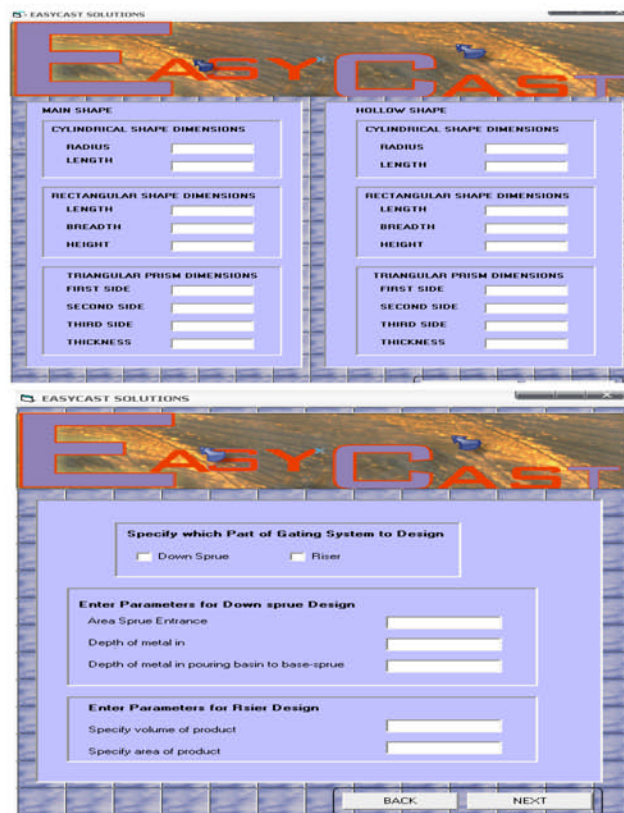 EASYCAST SOLUTIONS
EASYCAST
MAIN SHAPE
CYLINDRICAL SHAPE DIMENSIONS
RADIUS
LENGTH
RECTANGULAR SHAPE DIMENSIONS
LENGTH
BREADTH
HEIGHT
TRIANGULAR PRISM DIMENSIONS
FIRST SIDE
SECOND SIDE
THIRD SIDE
THICKNESS
HOLLOW SHAPE
CYLINDRICAL SHAPE DIMENSIONS
RADIUS
LENGTH
RECTANGULAR SHAPE DIMENSIONS
LENGTH
BREADTH
HEIGHT
TRIANGULAR PRISM DIMENSIONS
FIRST SIDE
SECOND SIDE
THIRD SIDE
THICKNESS
EASYCAST SOLUTIONS
EASYCAST
Specify which Part of Gating System to Design
Down Sprue Riser
Enter Parameters for Down sprue Design
Area Sprue Entrance
Depth of metal in
Depth of metal in pouring basin to base-sprue
Enter Parameters for Rsier Design
Specify volume of product
Specify area of product
BACK NEXT